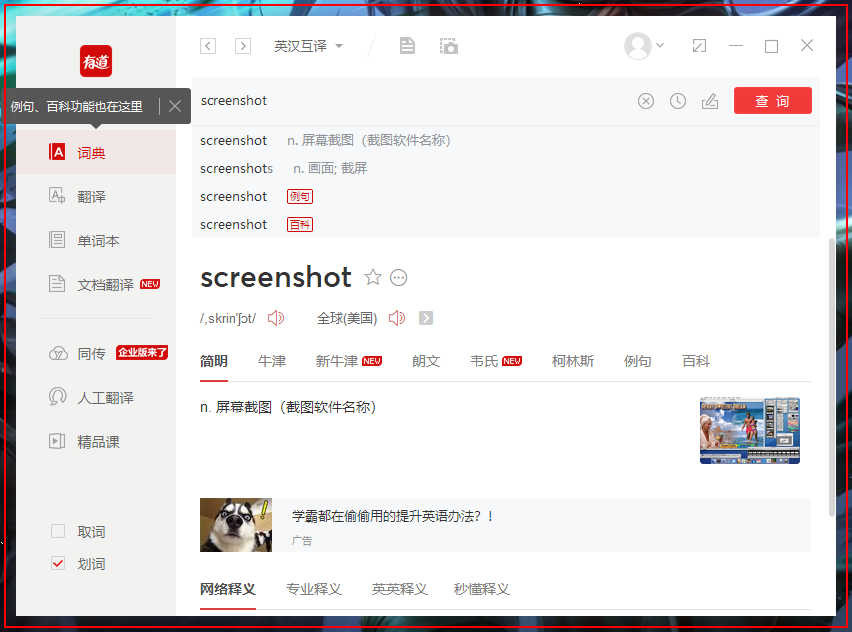 有道
例句、百科功能也在这里
词典
翻译
单词本
文档翻译 NEW
同传 企业版来了
人工翻译
精品课
取词
划词
英汉互译
screenshot
查 询
screenshot n. 屏幕截图（截图软件名称）
screenshots n. 画面; 截屏
screenshot 例句
screenshot 百科
screenshot
/ˌskrinˈʃɔt/ 全球(美国)
简明 牛津 新牛津 NEW 朗文 韦氏 NEW 柯林斯 例句 百科
n. 屏幕截图（截图软件名称）
学霸都在偷偷用的提升英语办法？！
广告
网络释义 专业释义 英英释义 秒懂释义